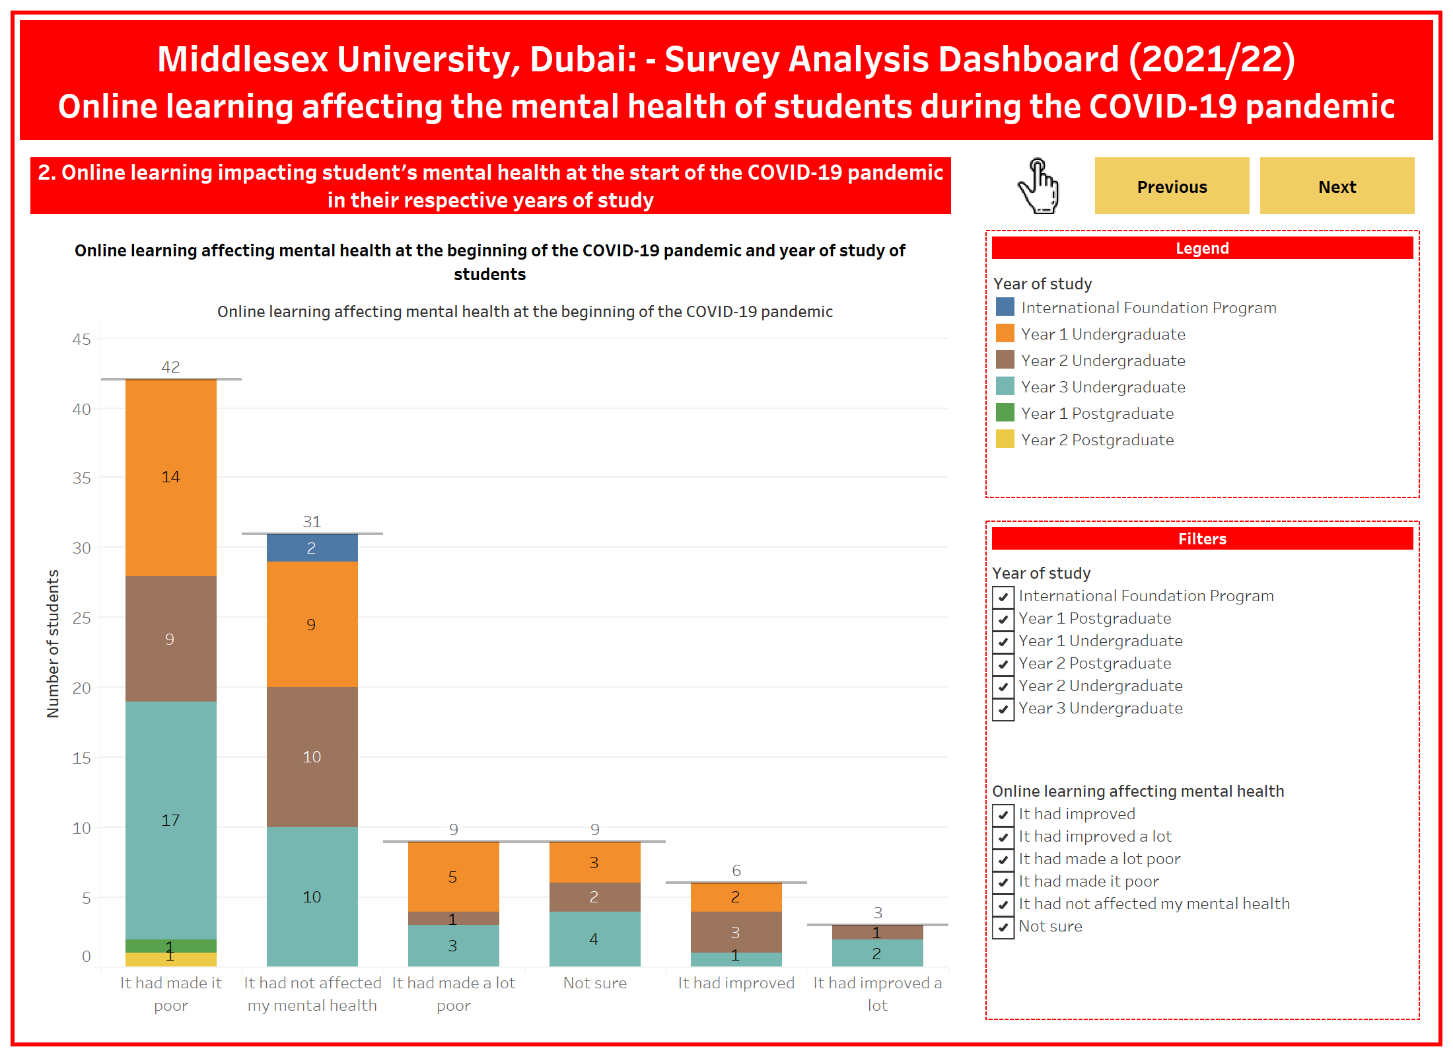 Middlesex University, Dubai: - Survey Analysis Dashboard (2021/22)
Online learning affecting the mental health of students during the COVID-19 pandemic
2. Online learning impacting student’s mental health at the start of the COVID-19 pandemic
in their respective years of study
Previous
Next
Online learning affecting mental health at the beginning of the COVID-19 pandemic and year of study of
students
Online learning affecting mental health at the beginning of the COVID-19 pandemic
Number of students
45
40
35
30
25
20
15
10
5
0
42
14
9
17
1
1
31
2
9
10
10
9
5
1
3
9
3
2
4
6
2
3
1
3
1
2
It had made it
poor
It had not affected
my mental health
It had made a lot
poor
Not sure
It had improved
It had improved a
lot
Legend
Year of study
International Foundation Program
Year 1 Undergraduate
Year 2 Undergraduate
Year 3 Undergraduate
Year 1 Postgraduate
Year 2 Postgraduate
Filters
Year of study
International Foundation Program
Year 1 Postgraduate
Year 1 Undergraduate
Year 2 Postgraduate
Year 2 Undergraduate
Year 3 Undergraduate
Online learning affecting mental health
It had improved
It had improved a lot
It had made a lot poor
It had made it poor
It had not affected my mental health
Not sure